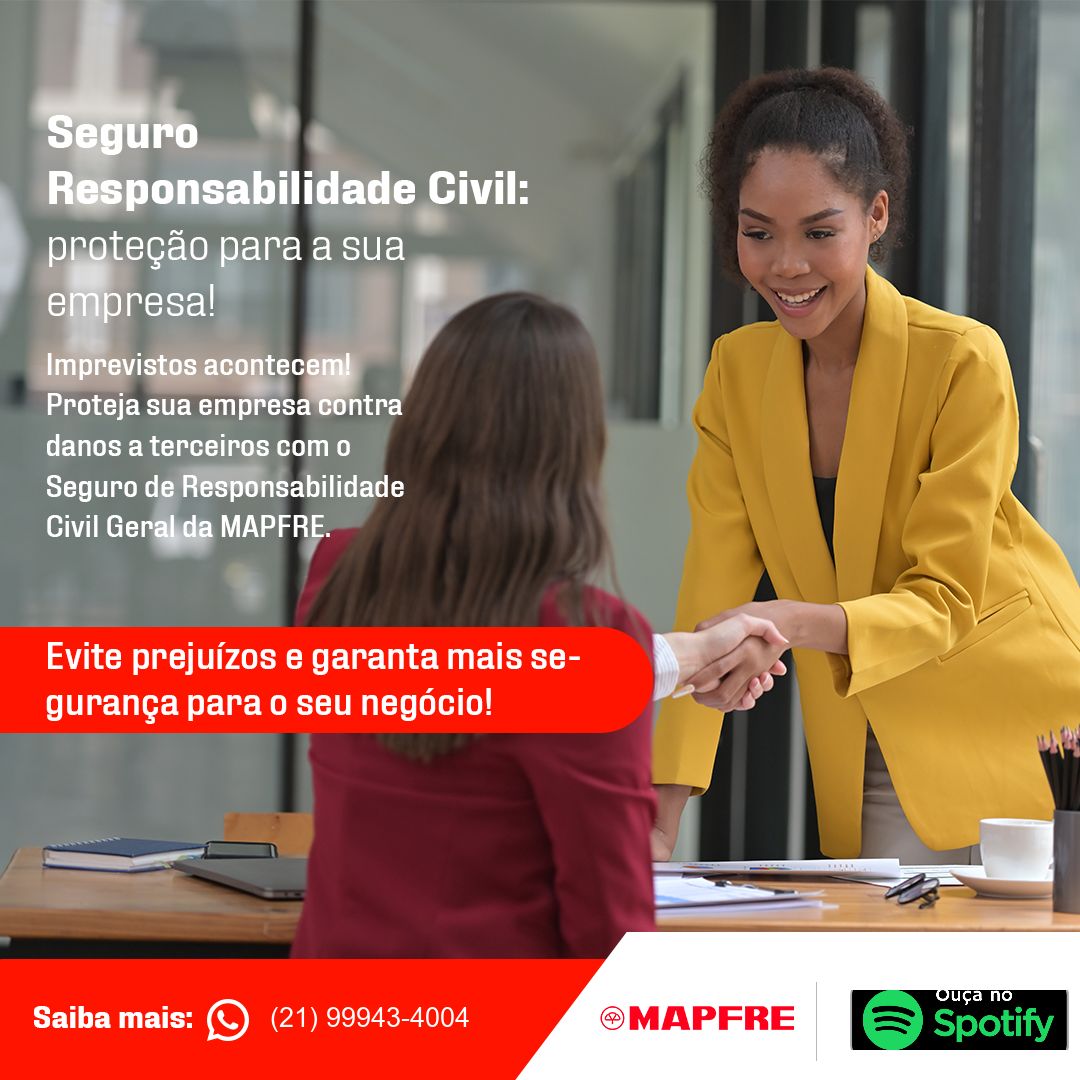 Seguro
Responsabilidade Civil:
proteção para a sua
empresa!
Imprevistos acontecem!
Proteja sua empresa contra
danos a terceiros com o
Seguro de Responsabilidade
Civil Geral da MAPFRE.
Evite prejuízos e garanta mais se-
gurança para o seu negócio!
Saiba mais: (21) 99943-4004
MAPFRE
Ouça no
Spotify